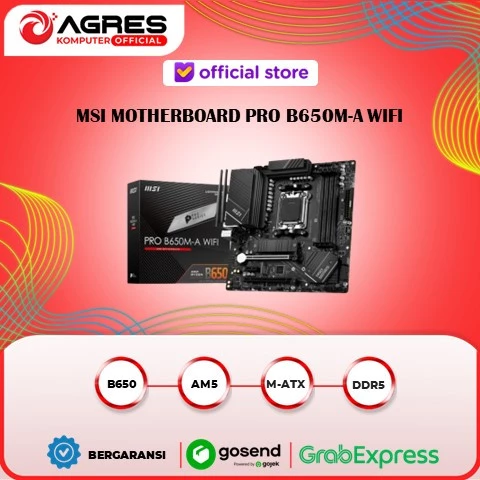 AGRES
KOMPUTER OFFICIAL
official store
MSI MOTHERBOARD PRO B650M-A WIFI
msi
PRO B650M-A WIFI
B650
B650
AM5
M-ATX
DDR5
BERGARANSI
gosend
Powered by gojek
GrabExpress